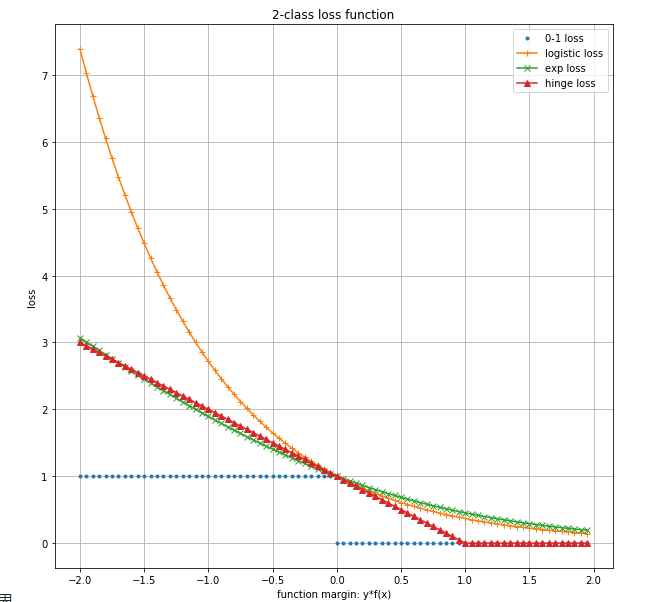 2-class loss function
0-1 loss
logistic loss
exp loss
hinge loss
loss
7
6
5
4
3
2
1
0
−2.0 −1.5 −1.0 −0.5 0.0 0.5 1.0 1.5 2.0
function margin: y*f(x)